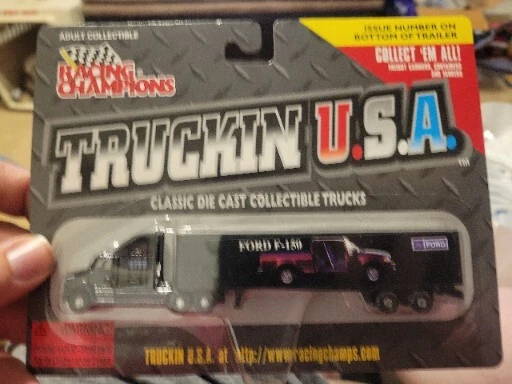 ADULT COLLECTIBLE
RACING
CHAMPIONS
ISSUE NUMBER ON
BOTTOM OF TRAILER
COLLECT 'EM ALL!
TRUCKIN U.S.A.
TM
CLASSIC DIE CAST COLLECTIBLE TRUCKS
FORD F-150
FORD
WARNING:
TRUCKIN U.S.A. at http://www.racingchamps.com